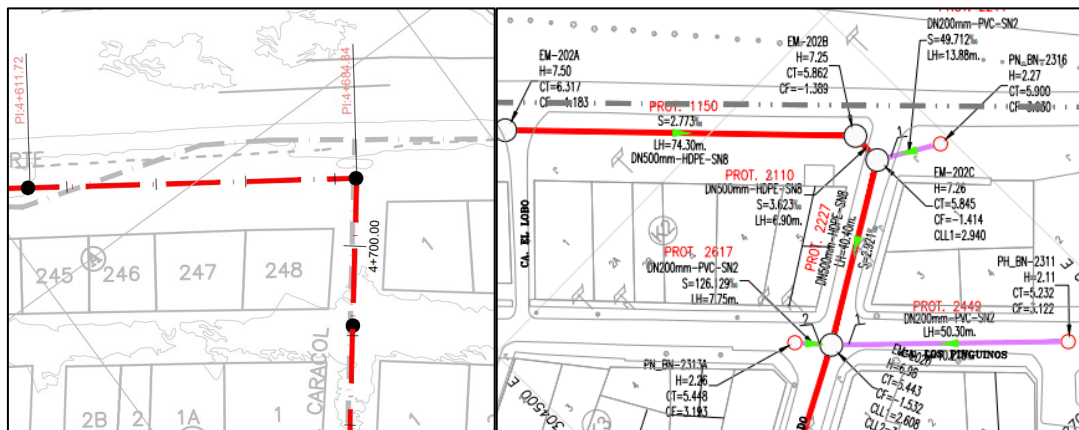 PI:4+611.72
PI:4+684.84
RTE
4+700.00
245
246
247
248
1
CARACOL
2B
2
1A
1
1
DN200mm-PVC-SN2
S=49.712‰
LH=13.88m.
EM-202A
H=7.50
CT=6.317
EM-202B
H=7.25
CT=5.862
CF=-1.389
PN_BN-2316
H=2.27
CT=5.900
PROT. 1150
S=2.773‰
LH=74.30m.
DN500mm-HDPE-SN8
PROT. 2110
DN500mm-HDPE-SN8
S=3.623‰
LH=6.90m.
EM-202C
H=7.26
CT=5.845
CF=-1.414
CLL1=2.940
CA. EL LOBO
PROT. 2227
DN500mm-HDPE-SN8
LH=40.40m.
S=2.921‰
PROT. 2617
DN200mm-PVC-SN2
LH=7.75m.
PH_BN-2311
H=2.11
CT=5.232
CF=3.122
PROT. 2449
DN200mm-PVC-SN2
LH=50.30m.
LOS PINGUINOS
PN_BN-2313A
H=2.26
CT=5.448
CF=3.193
H=6.98
CT=5.443
CF=-1.532
CLL1=2.608
304500 E